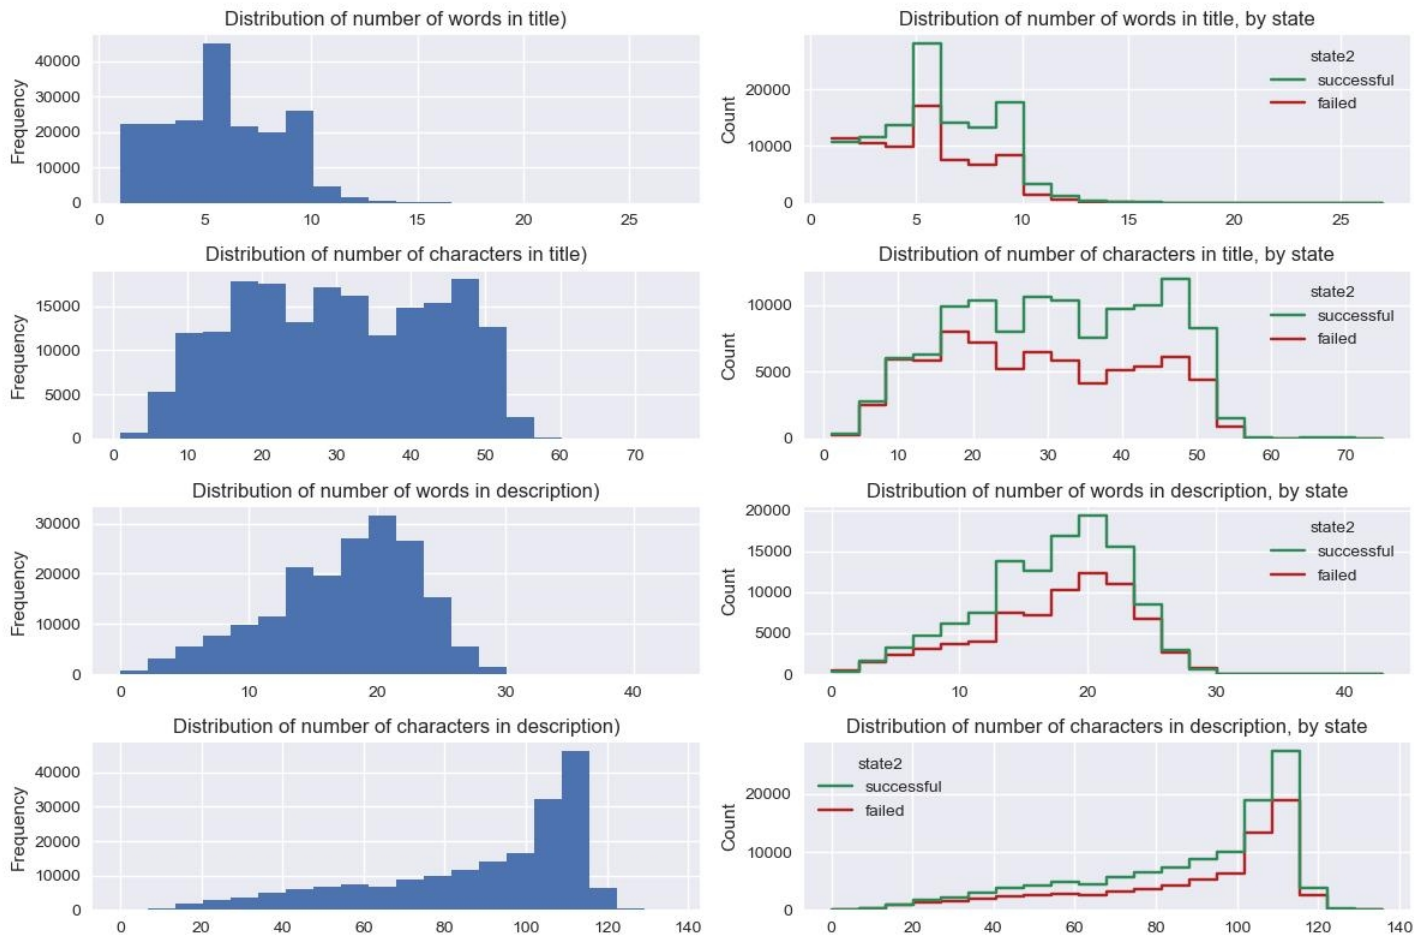 Distribution of number of words in title)
Frequency
40000
30000
20000
10000
0
0 5 10 15 20 25
Distribution of number of words in title, by state
Count
20000
10000
0
state2
successful
failed
0 5 10 15 20 25
Distribution of number of characters in title)
Frequency
15000
10000
5000
0
0 10 20 30 40 50 60 70
Distribution of number of characters in title, by state
Count
10000
5000
0
state2
successful
failed
0 10 20 30 40 50 60 70
Distribution of number of words in description)
Frequency
30000
20000
10000
0
0 10 20 30 40
Distribution of number of words in description, by state
Count
20000
15000
10000
5000
0
state2
successful
failed
0 10 20 30 40
Distribution of number of characters in description)
Frequency
40000
30000
20000
10000
0
0 20 40 60 80 100 120 140
Distribution of number of characters in description, by state
Count
20000
10000
0
state2
successful
failed
0 20 40 60 80 100 120 140